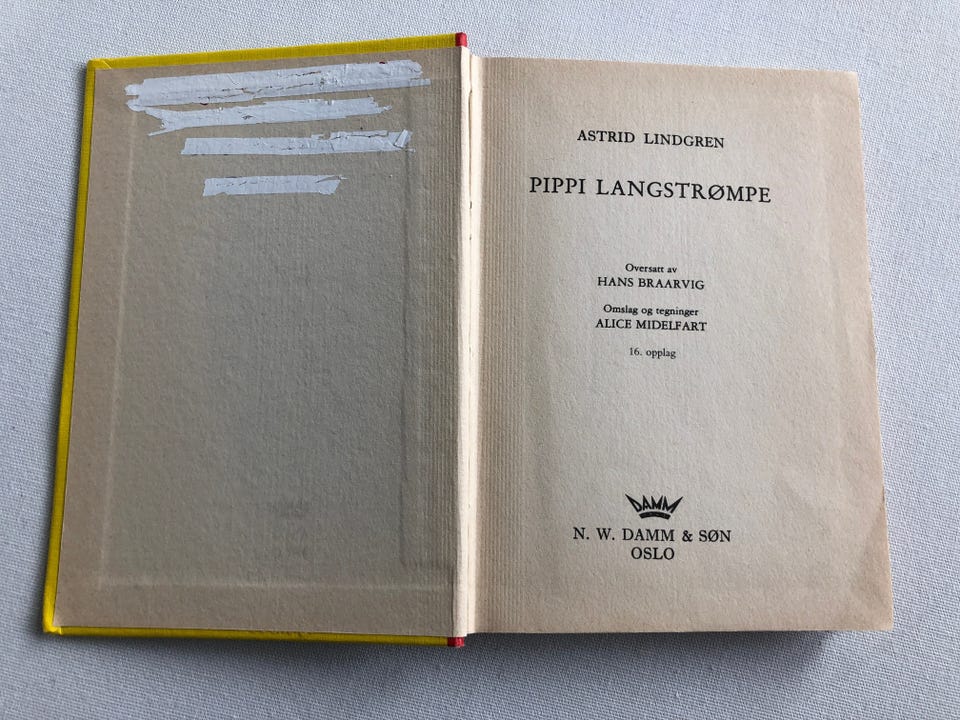 ASTRID LINDGREN
PIPPI LANGSTRØMPE
Oversatt av
HANS BRAARVIG
Omslag og tegninger
ALICE MIDELFART
16. opplag
DAMM
N. W. DAMM & SØN
OSLO